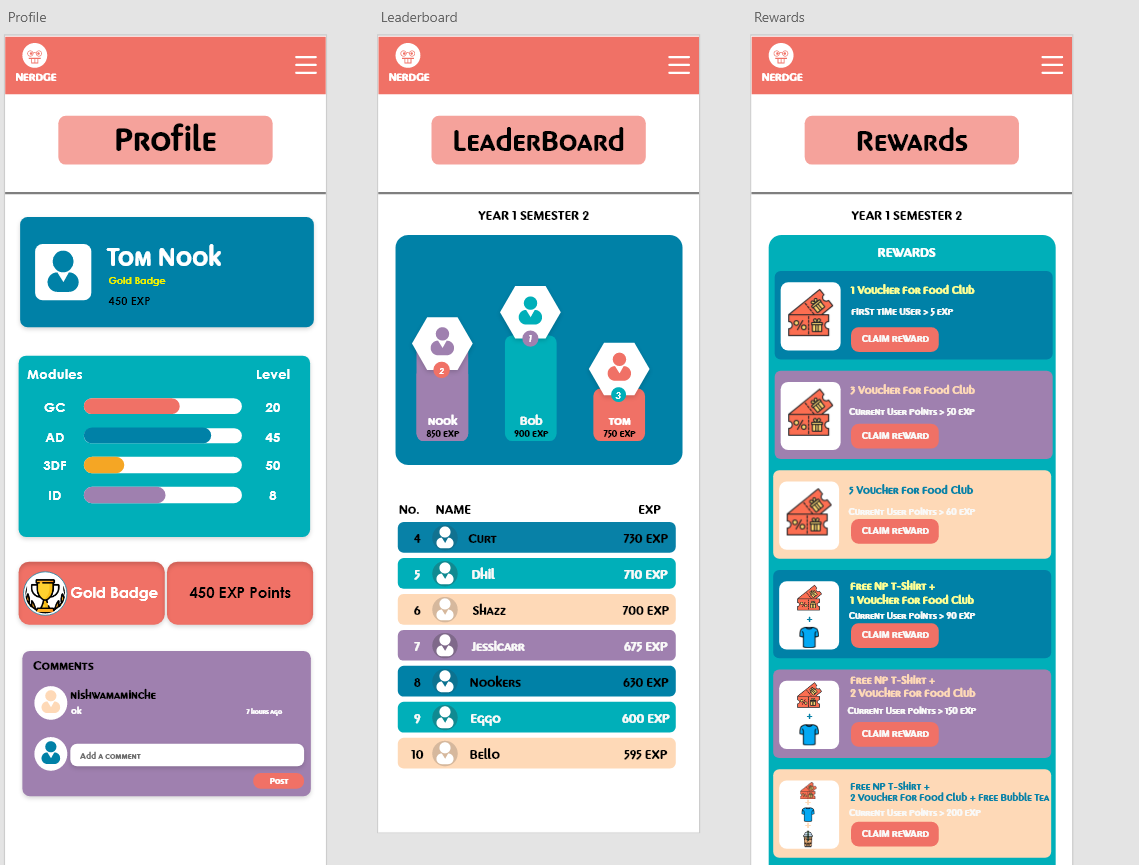 Profile
NERDGE
Profile
Tom Nook
Gold Badge
450 EXP
Modules Level
GC 20
AD 45
3DF 50
ID 8
Gold Badge
450 EXP Points
Comments
nishwamaminche
ok 7 hours ago
Add a comment
Post
Leaderboard
NERDGE
LeaderBoard
YEAR 1 SEMESTER 2
1
2
3
Nook
850 EXP
Bob
900 EXP
Tom
750 EXP
No. NAME EXP
4 Curt 730 EXP
5 Dhil 710 EXP
6 Shazz 700 EXP
7 Jessicarr 675 EXP
8 Nookers 630 EXP
9 Eggo 600 EXP
10 Bello 595 EXP
Rewards
NERDGE
Rewards
YEAR 1 SEMESTER 2
REWARDS
1 Voucher For Food Club
First time user > 5 EXP
CLAIM REWARD
3 Voucher For Food Club
Current User Points > 50 EXP
CLAIM REWARD
5 Voucher For Food Club
Current User Points > 60 EXP
CLAIM REWARD
Free NP T-Shirt +
1 Voucher For Food Club
Current User Points > 90 EXP
+
CLAIM REWARD
Free NP T-Shirt +
2 Voucher For Food Club
Current User Points > 150 EXP
+
CLAIM REWARD
Free NP T-Shirt +
2 Voucher For Food Club + Free Bubble Tea
Current User Points > 200 EXP
CLAIM REWARD